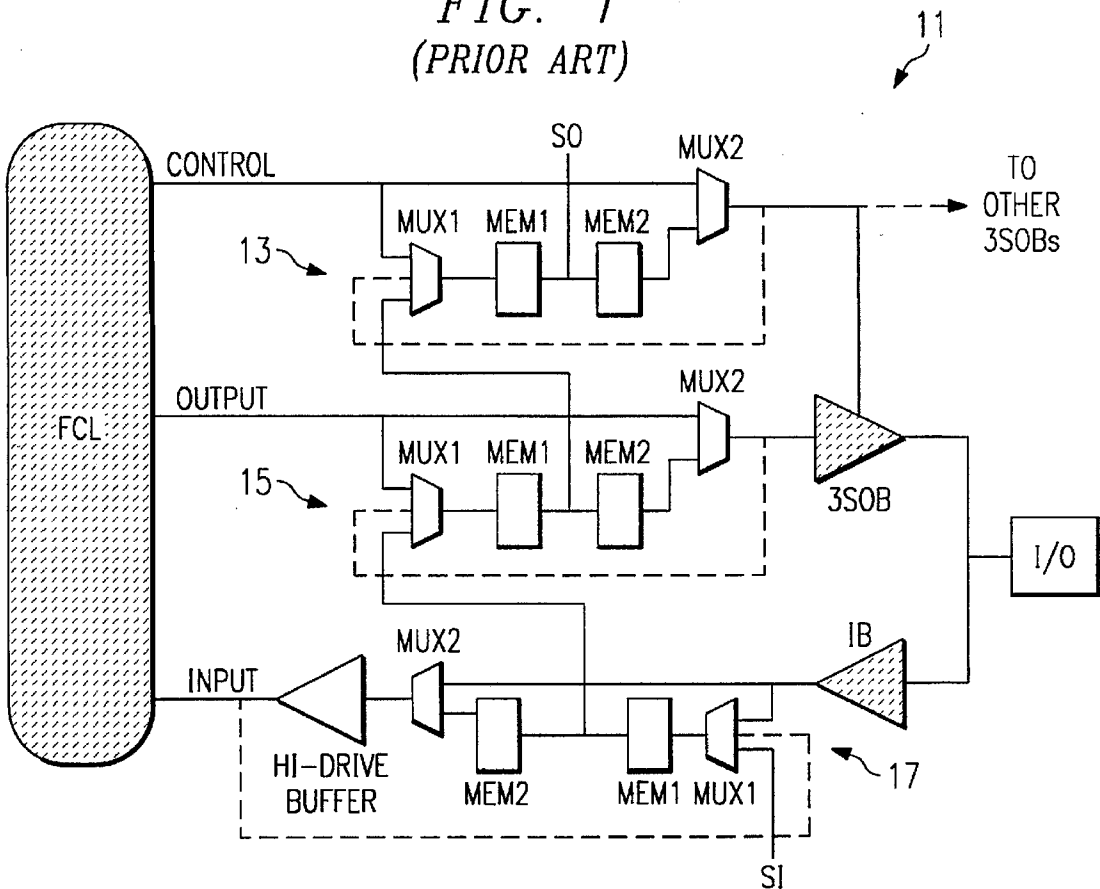 FIG. 1
(PRIOR ART)
11
SO
MUX2
CONTROL
TO
OTHER
3SOBs
MUX1
MEM1
MEM2
13
OUTPUT
MUX2
FCL
MUX1
MEM1
MEM2
15
3SOB
I/O
IB
MUX2
INPUT
HI-DRIVE
BUFFER
MEM2
MEM1
MUX1
17
SI